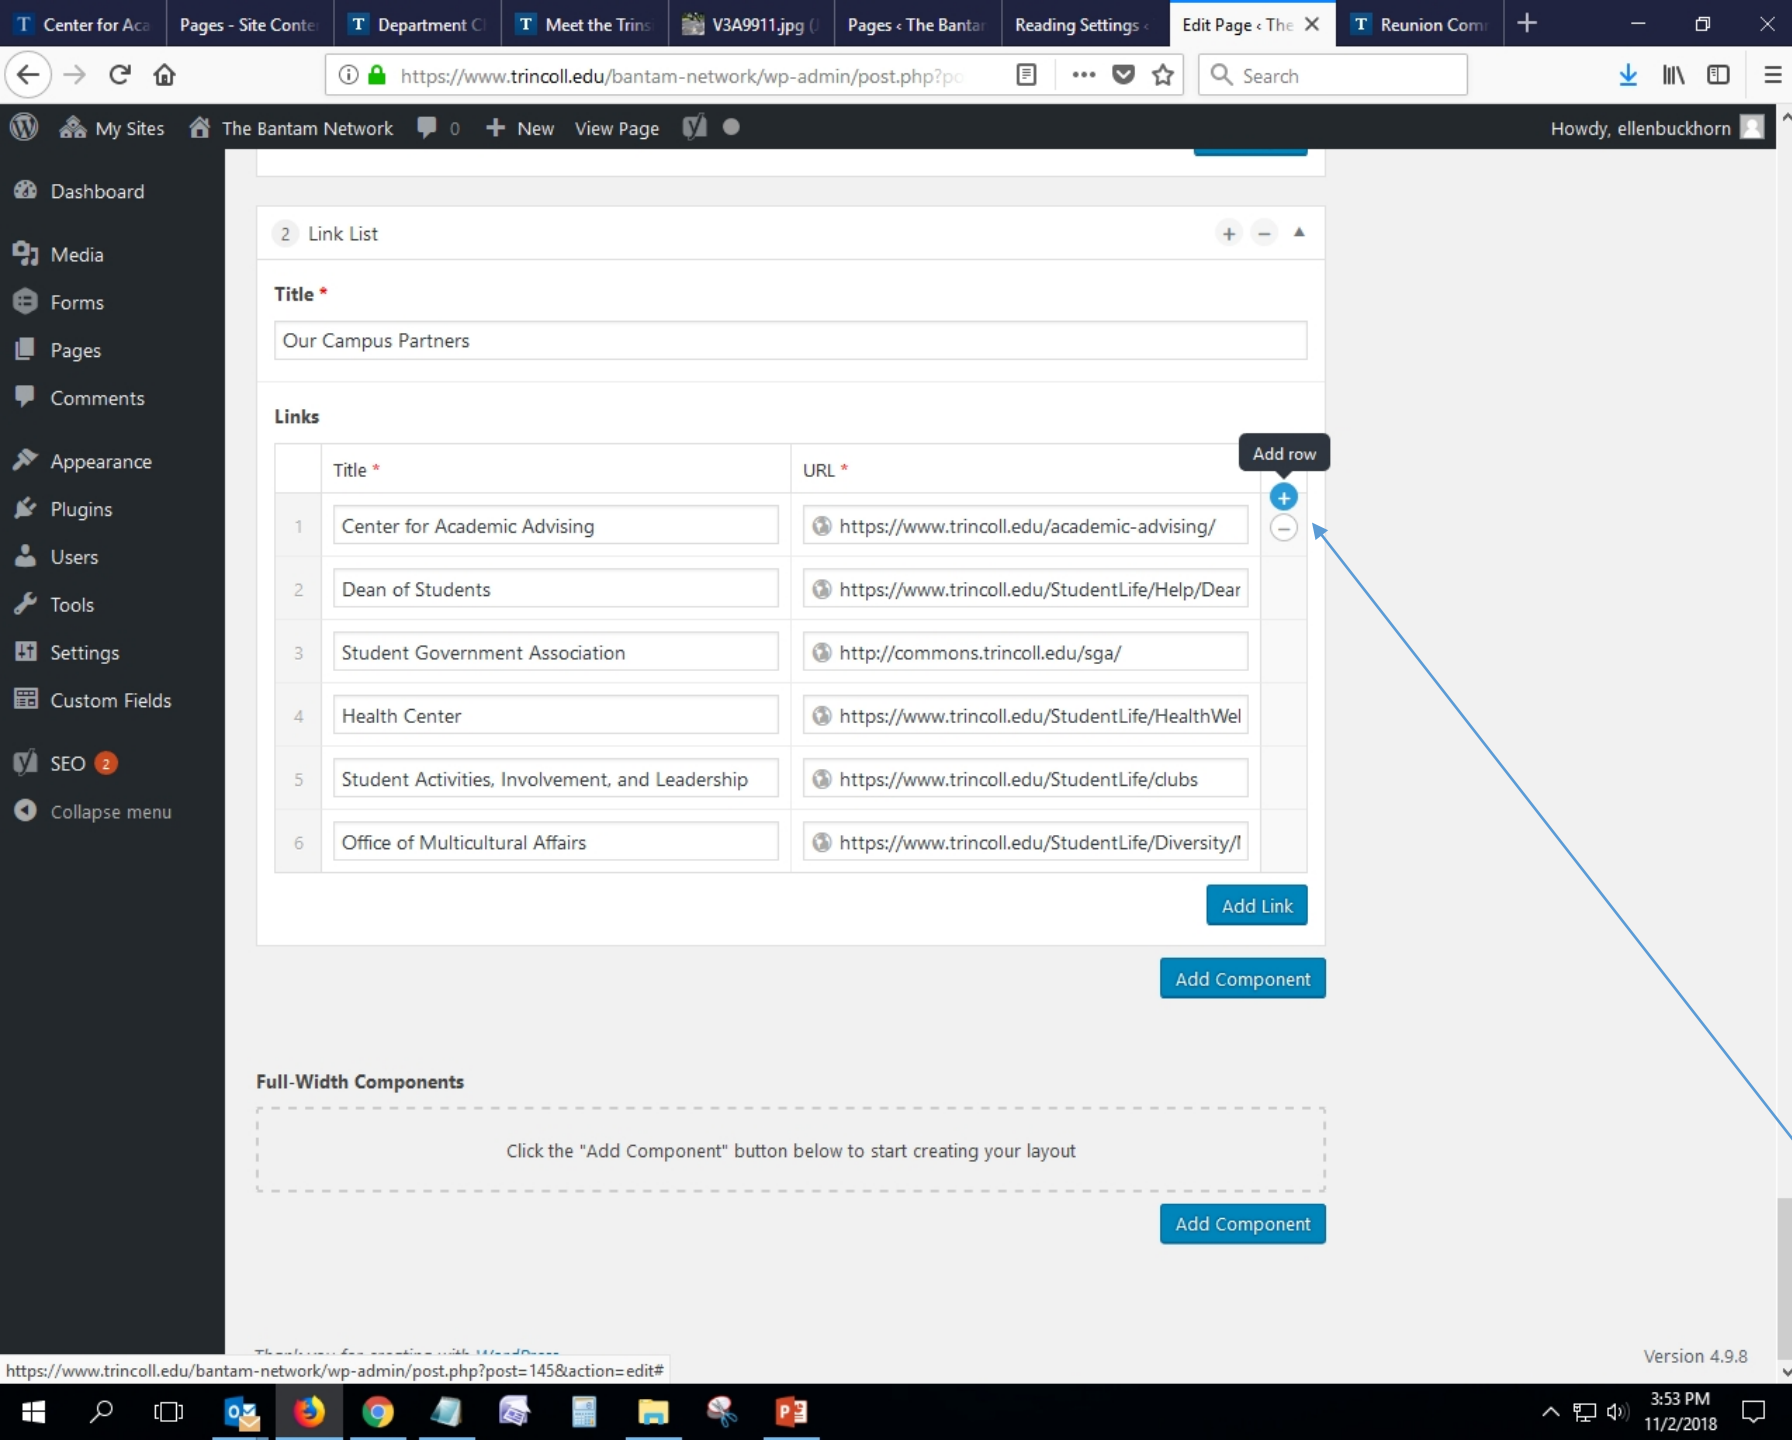 Center for Aca
Pages - Site Conte
T Department C
T Meet the Trins
V3A9911.jpg (
Pages ‹ The Banta
Reading Settings ‹
Edit Page ‹ The
T Reunion Com
https://www.trincoll.edu/bantam-network/wp-admin/post.php?po
Search
My Sites
The Bantam Network
0
New
View Page
Howdy, ellenbuckhorn
Dashboard
Media
Forms
Pages
Comments
Appearance
Plugins
Users
Tools
Settings
Custom Fields
SEO 2
Collapse menu
2 Link List
Title *
Our Campus Partners
Links
Add row
Title *
URL *
1 Center for Academic Advising https://www.trincoll.edu/academic-advising/
2 Dean of Students https://www.trincoll.edu/StudentLife/Help/Dear
3 Student Government Association http://commons.trincoll.edu/sga/
4 Health Center https://www.trincoll.edu/StudentLife/HealthWel
5 Student Activities, Involvement, and Leadership https://www.trincoll.edu/StudentLife/clubs
6 Office of Multicultural Affairs https://www.trincoll.edu/StudentLife/Diversity/
Add Link
Add Component
Full-Width Components
Click the "Add Component" button below to start creating your layout
Add Component
Version 4.9.8
https://www.trincoll.edu/bantam-network/wp-admin/post.php?post=145&action=edit#
3:53 PM
11/2/2018